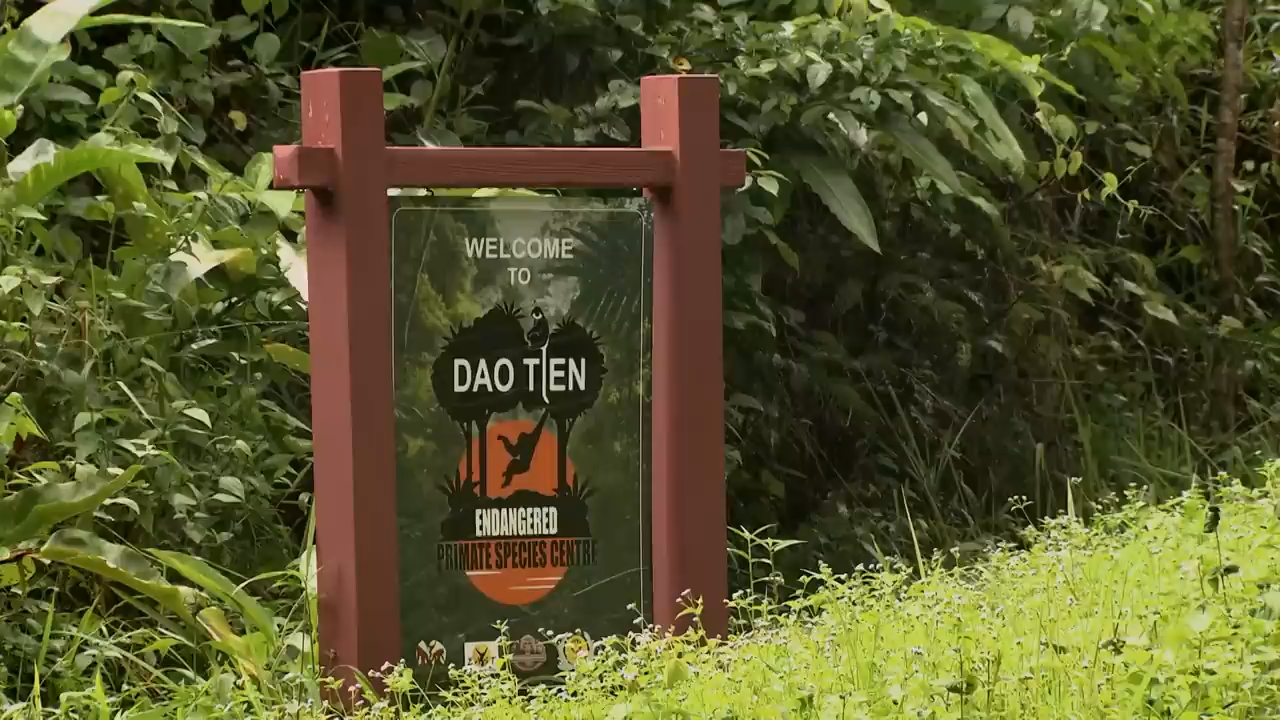 WELCOME
TO
DAO TIEN
ENDANGERED
PRIMATE SPECIES CENTRE